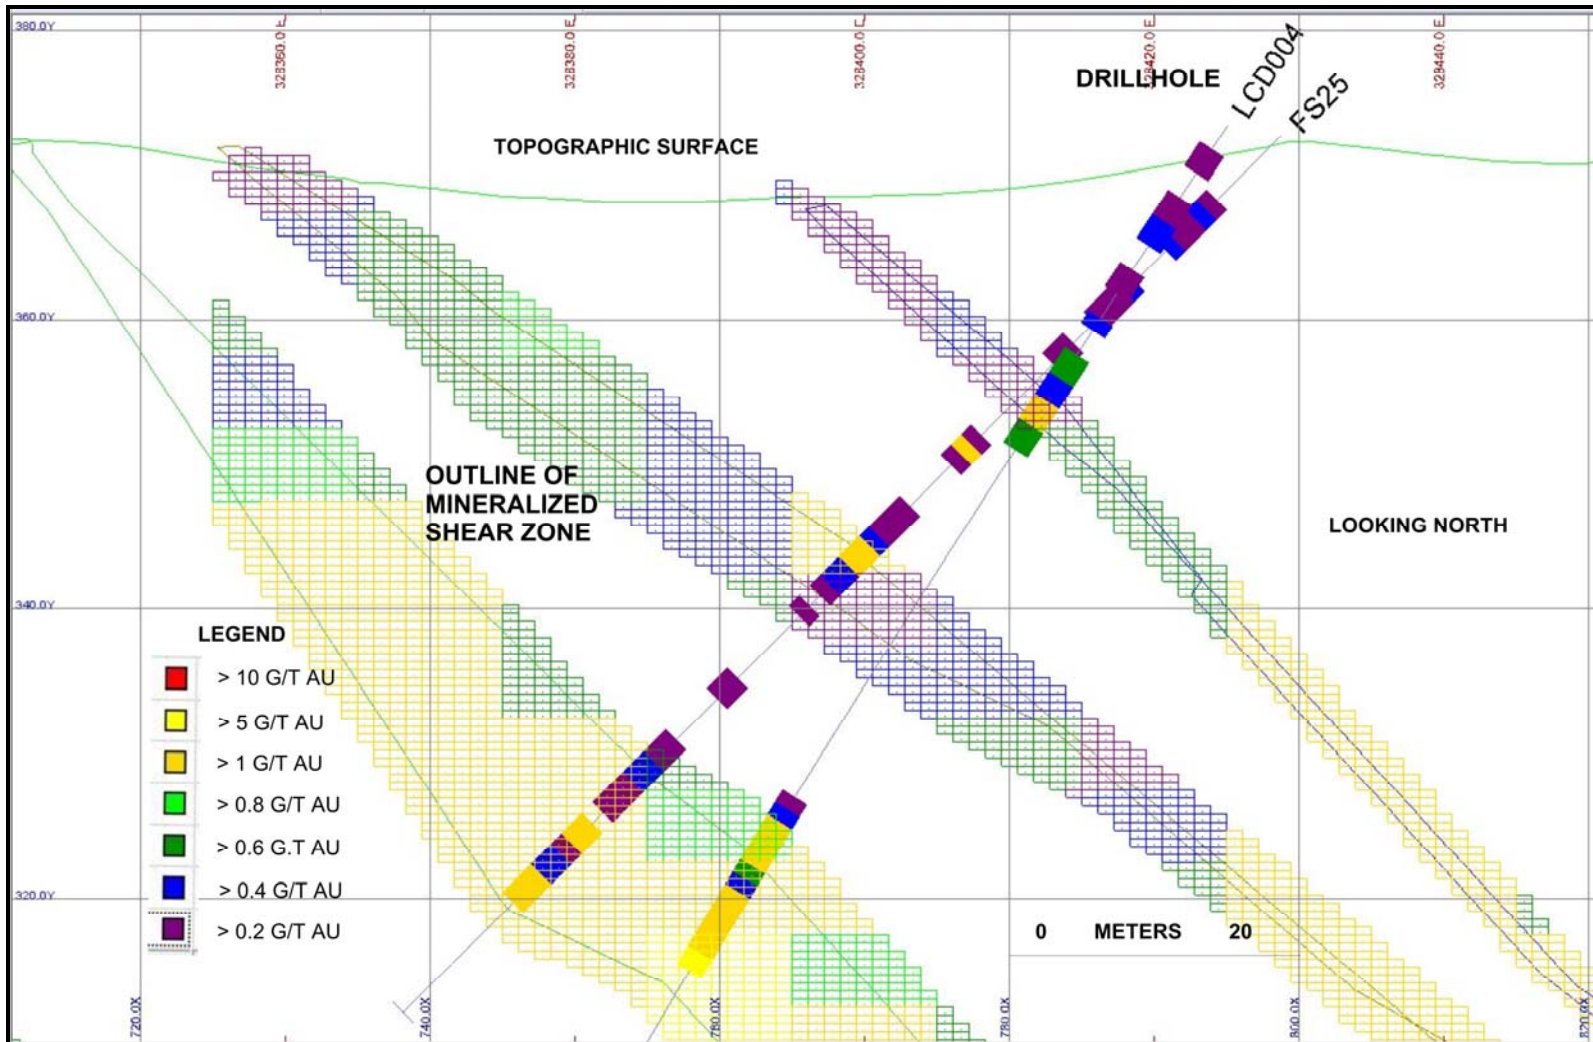 380.0Y
328360.0 E
328380.0 E
328400.0 E
328420.0 E
328440.0 E
DRILLHOLE
LCD004
FS25
TOPOGRAPHIC SURFACE
360.0Y
OUTLINE OF
MINERALIZED
SHEAR ZONE
LOOKING NORTH
340.0Y
LEGEND
> 10 G/T AU
> 5 G/T AU
> 1 G/T AU
> 0.8 G/T AU
> 0.6 G.T AU
> 0.4 G/T AU
> 0.2 G/T AU
320.0Y
0 METERS 20
720.0X
740.0X
760.0X
780.0X
800.0X
820.0X